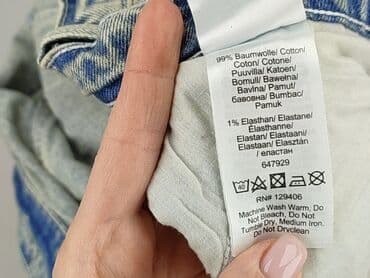 99% Baumwolle/ Cotton/
Coton/ Cotone/
Puuvilla/ Katoen/
Bomull/ Bawełna/
Bavlna/ Pamut/
бавовна/ Bumbac/
Pamuk
1% Elasthan/ Elastane/
Élasthanne/
Elastan/ Elastaani/
Elastaan/ Elasztán/
/ еластан
647929
40
RN# 129406
Machine Wash Warm, Do
Not Bleach, Do Not
Tumble Dry, Medium Iron,
Do Not Dryclean